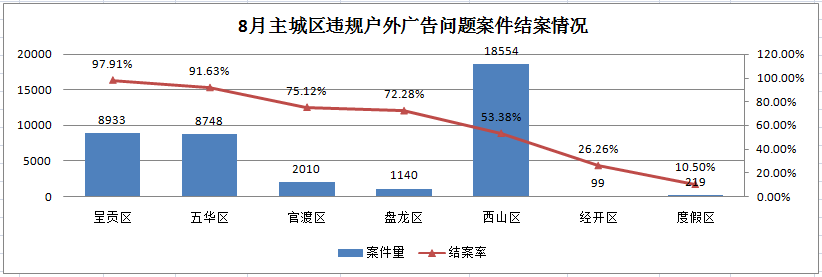 8月主城区违规户外广告问题案件结案情况
20000 120.00%
15000 100.00%
10000 80.00%
5000 60.00%
0 40.00%
20.00%
0.00%
97.91% 91.63% 75.12% 72.28% 53.38% 26.26% 10.50%
8933 8748 2010 1140 18554 99 219
呈贡区 五华区 官渡区 盘龙区 西山区 经开区 度假区
案件量 结案率